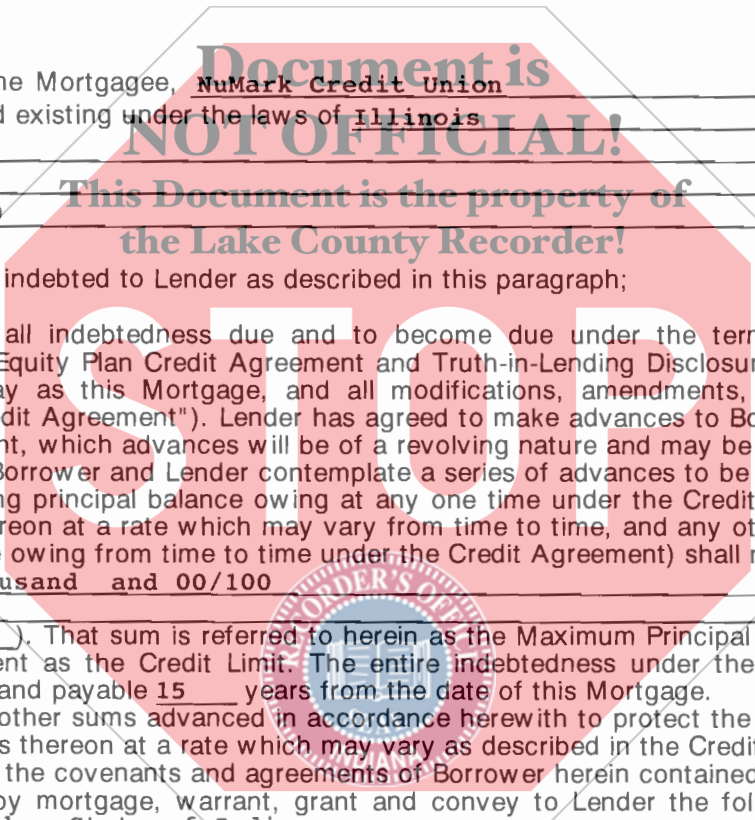 Document is
ne Mortgagee, NuMark Credit Union
d existing under the laws of Illinois
NOT OFFICIAL!
This Document is the property of
the Lake County Recorder!
indebted to Lender as described in this paragraph;
STOP
all indebtedness due and to become due under the terr
Equity Plan Credit Agreement and Truth-in-Lending Disclosur
ay as this Mortgage, and all modifications, amendments,
dit Agreement"). Lender has agreed to make advances to Bo
nt, which advances will be of a revolving nature and may be
Borrower and Lender contemplate a series of advances to be
ng principal balance owing at any one time under the Credit
ereon at a rate which may vary from time to time, and any ot
e owing from time to time under the Credit Agreement) shall
usand and 00/100
RECORDER'S OFFICE
). That sum is referred to herein as the Maximum Principal
ent as the Credit Limit. The entire indebtedness under the
and payable 15 years from the date of this Mortgage.
other sums advanced in accordance herewith to protect the
s thereon at a rate which may vary as described in the Credit
INDIANA
the covenants and agreements of Borrower herein contained
by mortgage, warrant, grant and convey to Lender the fol